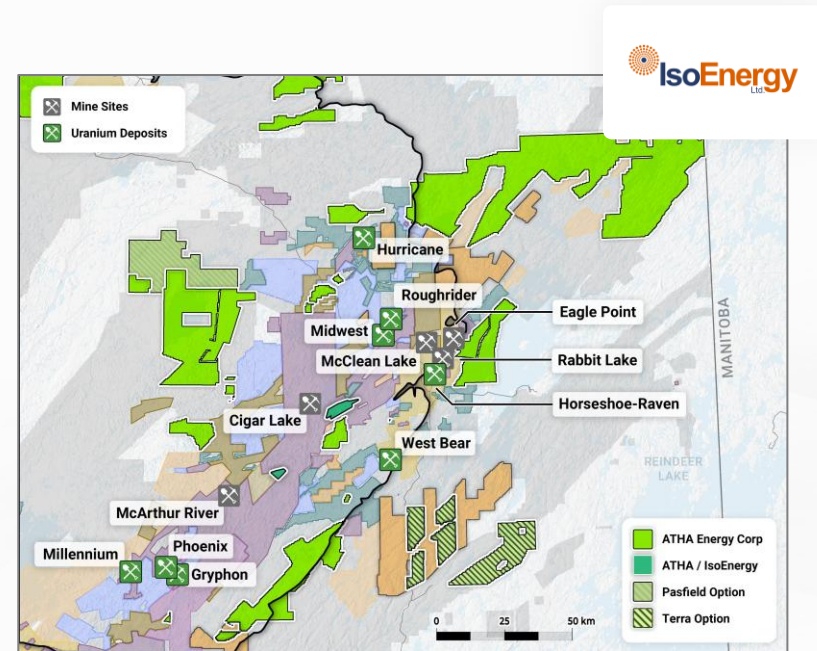 IsoEnergy
Ltd.
Mine Sites
Uranium Deposits
Hurricane
Roughrider
Eagle Point
Midwest
McClean Lake
Rabbit Lake
MANITOBA
Horseshoe-Raven
Cigar Lake
West Bear
REINDEER
LAKE
McArthur River
Phoenix
Millennium
Gryphon
ATHA Energy Corp
ATHA / IsoEnergy
Pasfield Option
Terra Option
0 25 50 km